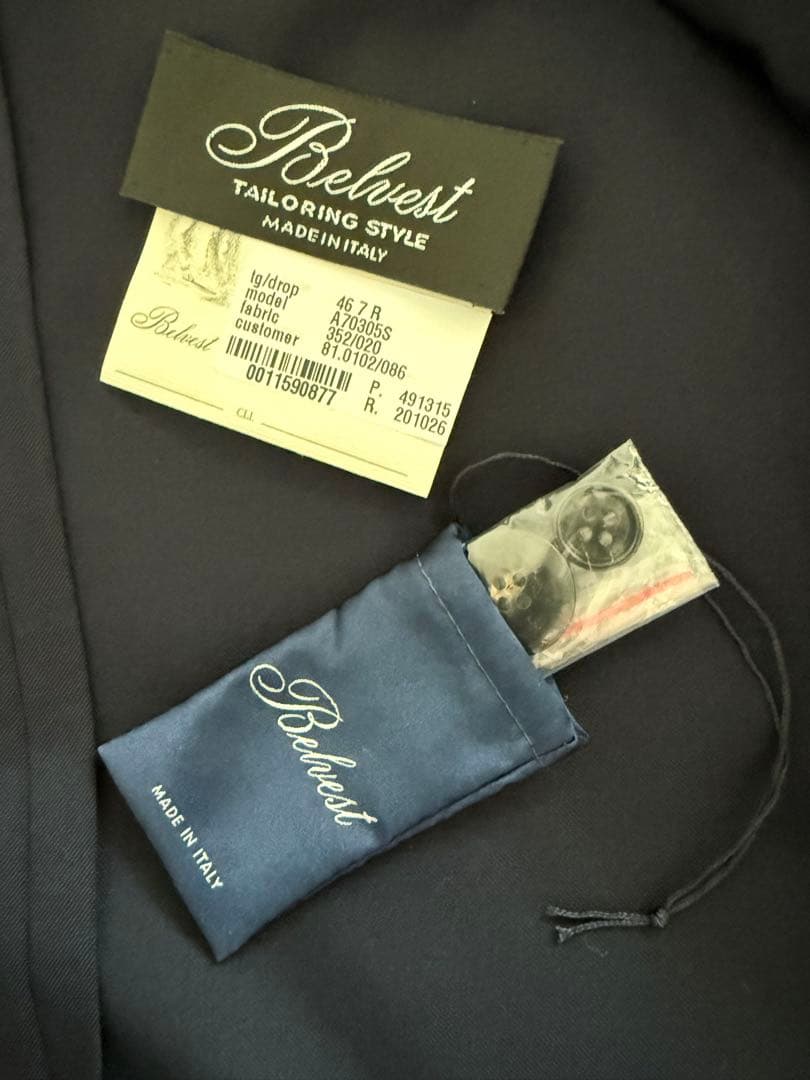 Belvest
TAILORING STYLE
MADE IN ITALY
lg/drop 46 7 R
model A70305S
fabric 352/020
customer 81.0102/086
Belvest
0011590877
P. 491315
R. 201026
CLI.
Belvest
MADE IN ITALY